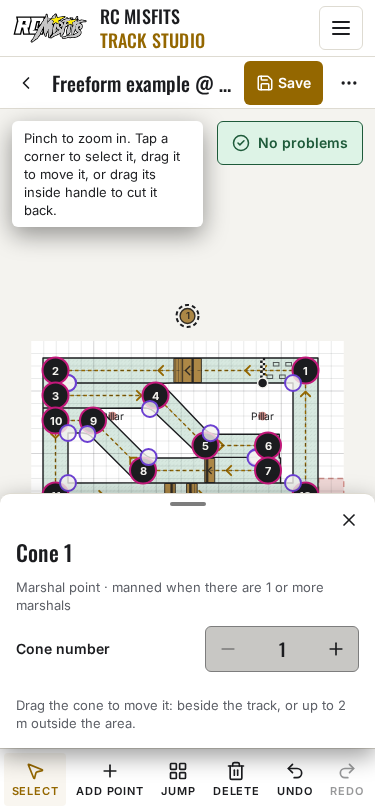 RC Misfits
RC MISFITS
TRACK STUDIO
Freeform example @ ...
Save
Pinch to zoom in. Tap a
corner to select it, drag it
to move it, or drag its
inside handle to cut it
back.
No problems
1
2
1
3
4
10
9
Pillar
5
6
8
7
Cone 1
Marshal point · manned when there are 1 or more
marshals
Cone number
1
Drag the cone to move it: beside the track, or up to 2
m outside the area.
SELECT
ADD POINT
JUMP
DELETE
UNDO
REDO